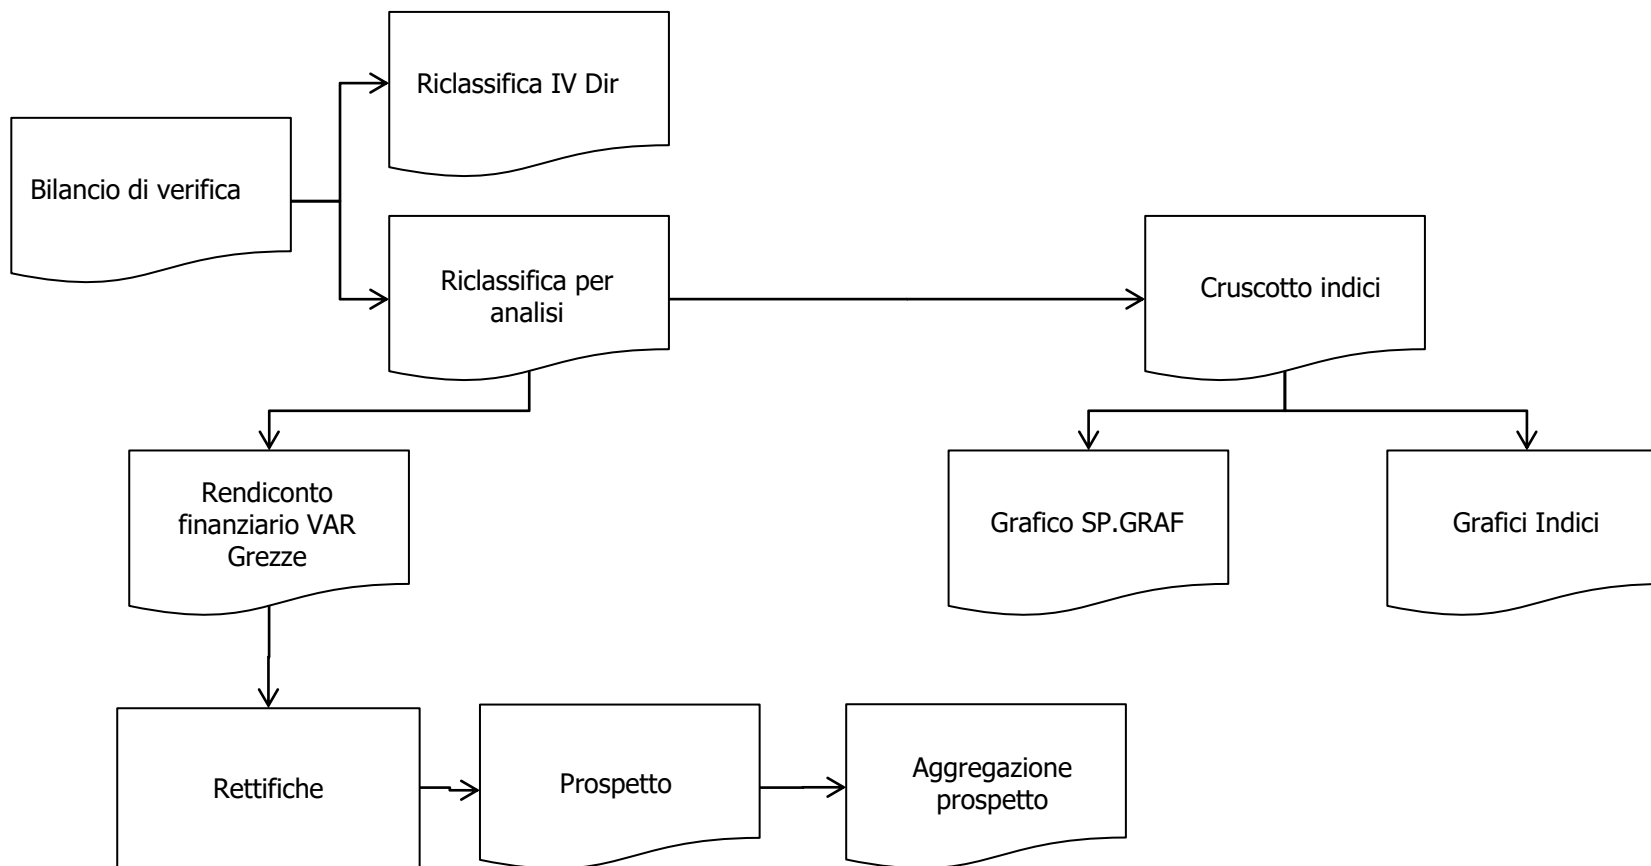 Riclassifica IV Dir
Bilancio di verifica
Riclassifica per
analisi
Cruscotto indici
Rendiconto
finanziario VAR
Grezze
Grafico SP.GRAF
Grafici Indici
Rettifiche
Prospetto
Aggregazione
prospetto